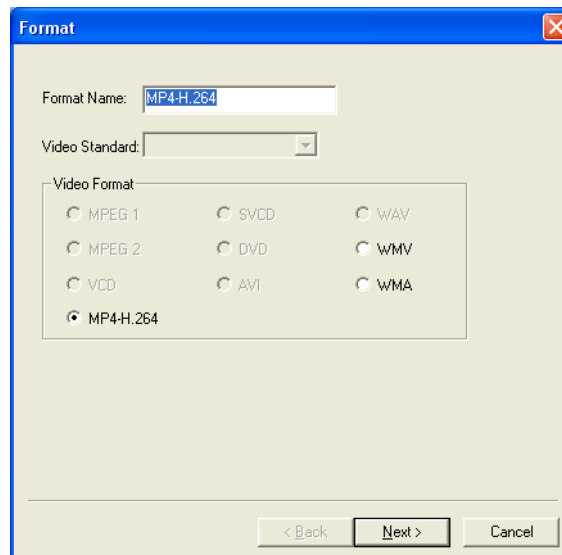 Format
Format Name: MP4-H.264
Video Standard:
Video Format
MPEG 1 SVCD WAV
MPEG 2 DVD WMV
VCD AVI WMA
MP4-H.264
< Back Next > Cancel